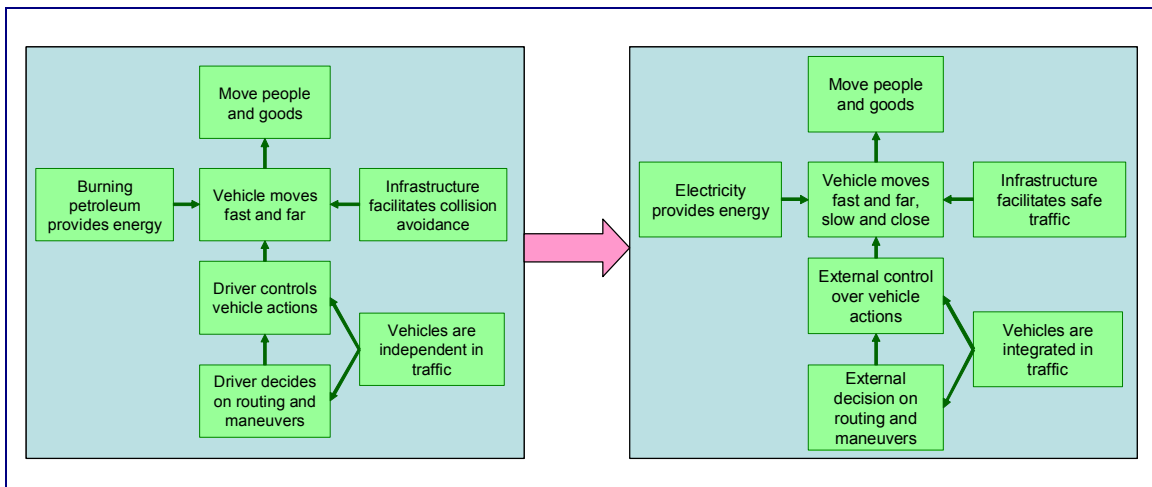 Move people
and goods
Burning
petroleum
provides energy
Vehicle moves
fast and far
Infrastructure
facilitates collision
avoidance
Driver controls
vehicle actions
Vehicles are
independent in
traffic
Driver decides
on routing and
maneuvers
Move people
and goods
Electricity
provides energy
Vehicle moves
fast and far,
slow and close
Infrastructure
facilitates safe
traffic
External control
over vehicle
actions
Vehicles are
integrated in
traffic
External
decision on
routing and
maneuvers